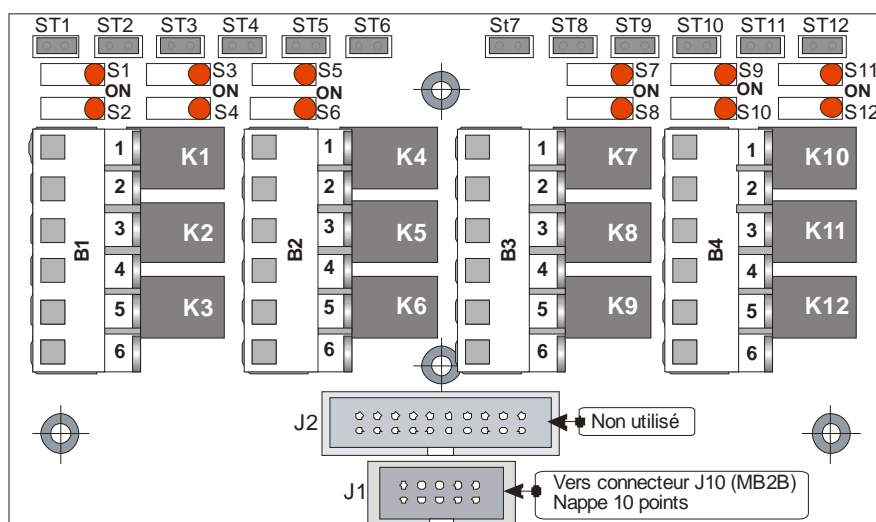 ST1 ST2 ST3 ST4 ST5 ST6 St7 ST8 ST9 ST10 ST11 ST12
S1 S3 S5 S7 S9 S11
ON ON ON ON ON ON
S2 S4 S6 S8 S10 S12
1 K1 1 K4 1 K7 1 K10
2 2 2 2
B1 3 K2 B2 3 K5 B3 3 K8 B4 3 K11
4 4 4 4
5 K3 5 K6 5 K9 5 K12
6 6 6 6
J2 Non utilisé
J1 Vers connecteur J10 (MB2B)
Nappe 10 points